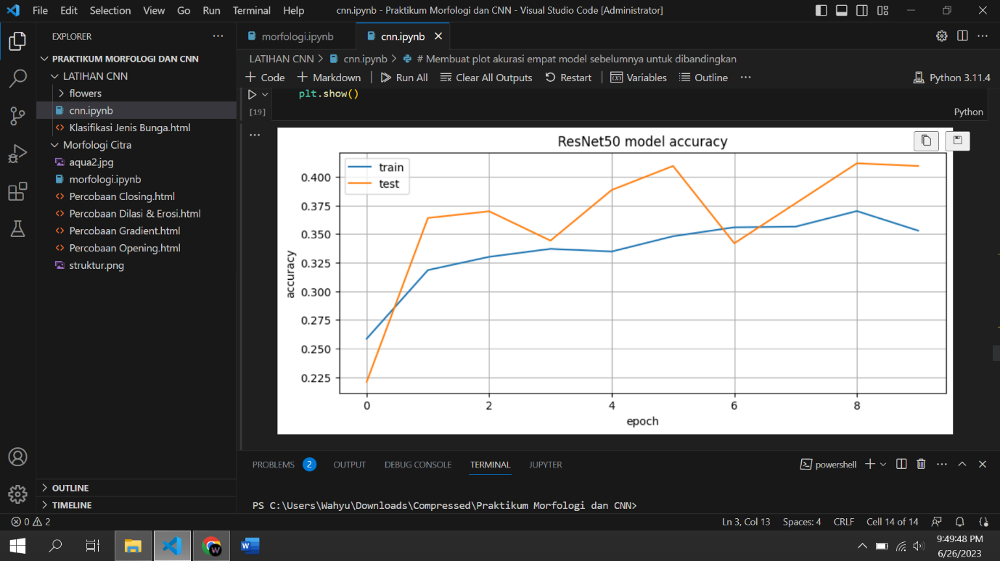 File Edit Selection View Go Run Terminal Help
cnn.ipynb - Praktikum Morfologi dan CNN - Visual Studio Code [Administrator]
EXPLORER
PRAKTIKUM MORFOLOGI DAN CNN
LATIHAN CNN
flowers
cnn.ipynb
Klasifikasi Jenis Bunga.html
Morfologi Citra
aqua2.jpg
morfologi.ipynb
Percobaan Closing.html
Percobaan Dilasi & Erosi.html
Percobaan Gradient.html
Percobaan Opening.html
struktur.png
OUTLINE
TIMELINE
morfologi.ipynb
cnn.ipynb
LATIHAN CNN > cnn.ipynb > # Membuat plot akurasi empat model sebelumnya untuk dibandingkan
+ Code + Markdown | Run All Clear All Outputs Restart | Variables Outline ...
Python 3.11.4
plt.show()
[19]
Python
ResNet50 model accuracy
train
test
0.400
0.375
0.350
0.325
0.300
0.275
0.250
0.225
accuracy
0 2 4 6 8
epoch
PROBLEMS 2 OUTPUT DEBUG CONSOLE TERMINAL JUPYTER
powershell
PS C:\Users\Wahyu\Downloads\Compressed\Praktikum Morfologi dan CNN>
0 2
Ln 3, Col 13 Spaces: 4 CRLF Cell 14 of 14
W
9:49:48 PM
6/26/2023